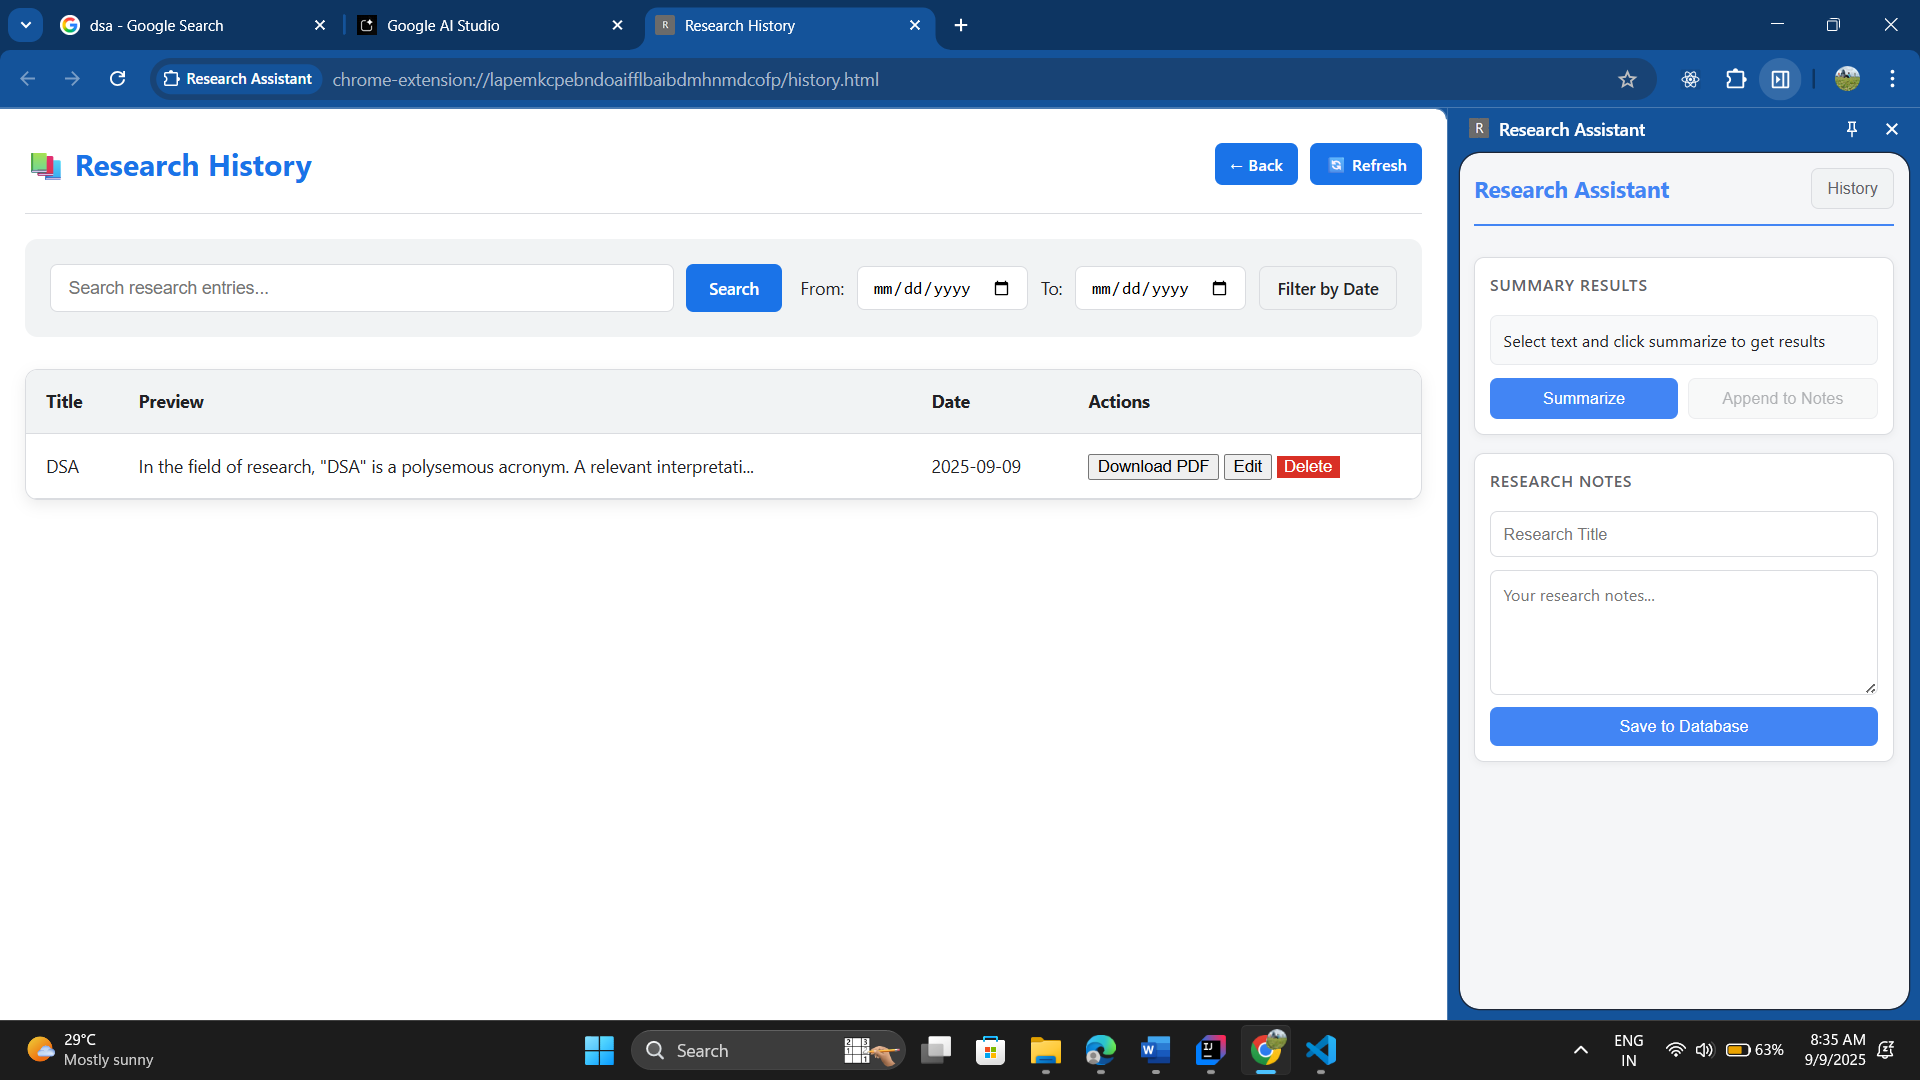 dsa - Google Search
Google AI Studio
R Research History
Research Assistant chrome-extension://lapemkcpebndoaifflbaibdmhnmdcofp/history.html
Research History
← Back
Refresh
Search research entries...
Search
From: mm/dd/yyyy
To: mm/dd/yyyy
Filter by Date
Title Preview Date Actions
DSA In the field of research, "DSA" is a polysemous acronym. A relevant interpretati... 2025-09-09 Download PDF Edit Delete
R Research Assistant
Research Assistant
History
SUMMARY RESULTS
Select text and click summarize to get results
Summarize
Append to Notes
RESEARCH NOTES
Research Title
Your research notes...
Save to Database
29°C
Mostly sunny
Search
ENG
IN
63%
8:35 AM
9/9/2025